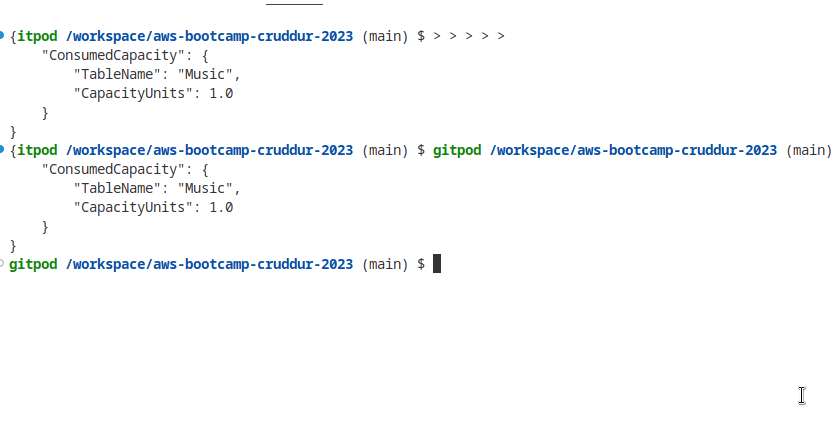 {itpod /workspace/aws-bootcamp-cruddur-2023 (main) $ > > > > >
    "ConsumedCapacity": {
        "TableName": "Music",
        "CapacityUnits": 1.0
    }
}
{itpod /workspace/aws-bootcamp-cruddur-2023 (main) $ gitpod /workspace/aws-bootcamp-cruddur-2023 (main)
    "ConsumedCapacity": {
        "TableName": "Music",
        "CapacityUnits": 1.0
    }
}
gitpod /workspace/aws-bootcamp-cruddur-2023 (main) $